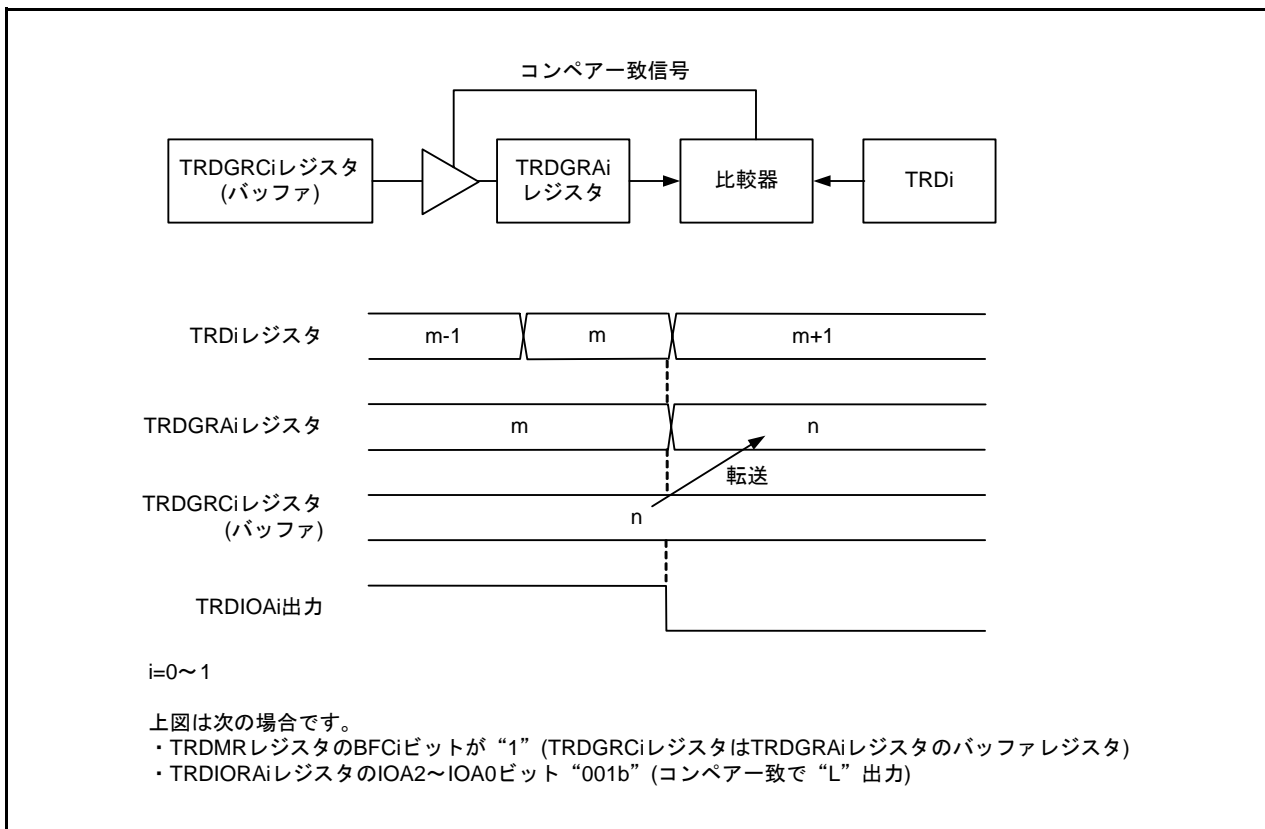 コンペアー致信号
TRDGRCiレジスタ
(バッファ)
TRDGRAi
レジスタ
比較器
TRDi
TRDiレジスタ
m-1
m
m+1
TRDGRAiレジスタ
m
n
転送
TRDGRCiレジスタ
(バッファ)
n
TRDIOAi出力
i=0～1
上図は次の場合です。
・TRDMRレジスタのBFCiビットが“1”(TRDGRCiレジスタはTRDGRAiレジスタのバッファレジスタ)
・TRDIORAiレジスタのIOA2～IOA0ビット“001b”(コンペアー致で“L”出力)